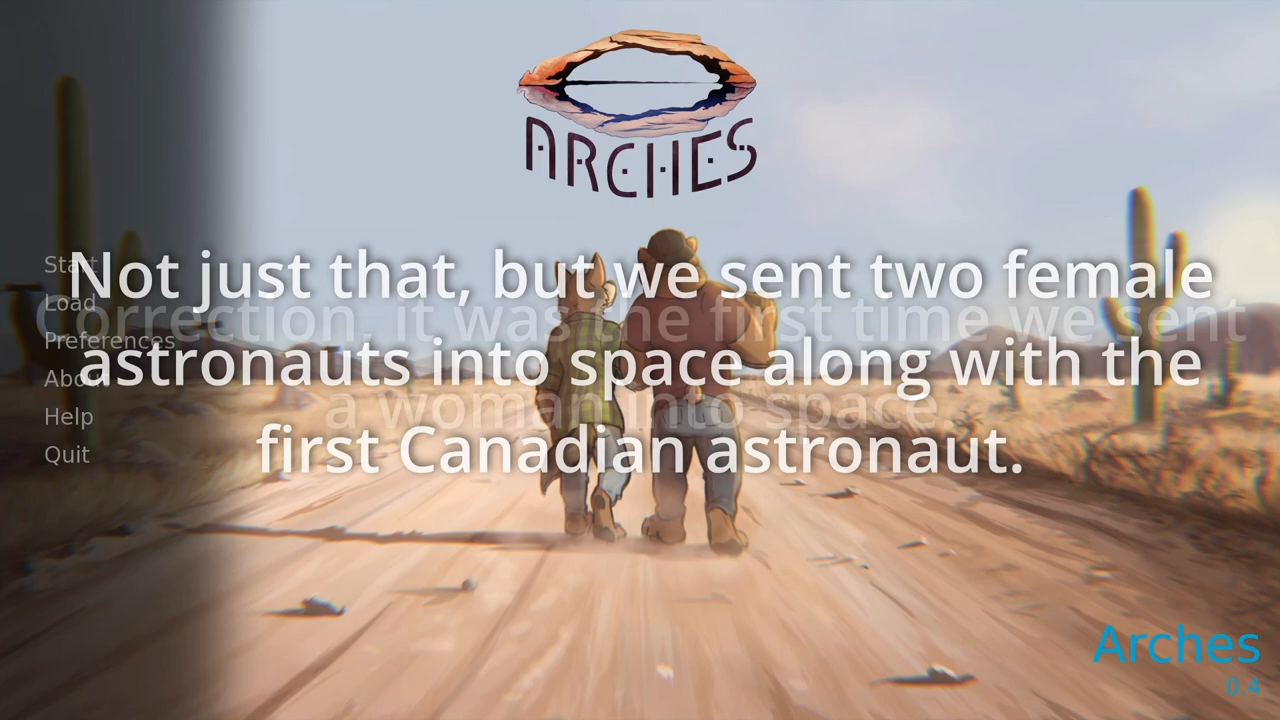 ARCHES
Start
Load
Preferences
About
Help
Quit
Not just that, but we sent two female
astronauts into space along with the
first Canadian astronaut.
Correction, it was the first time we sent
a woman into space
Arches
0.4